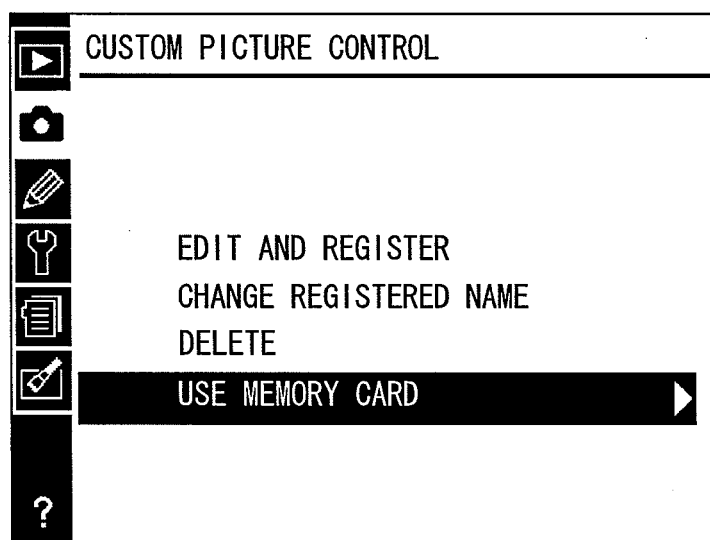 CUSTOM PICTURE CONTROL
EDIT AND REGISTER
CHANGE REGISTERED NAME
DELETE
USE MEMORY CARD
?